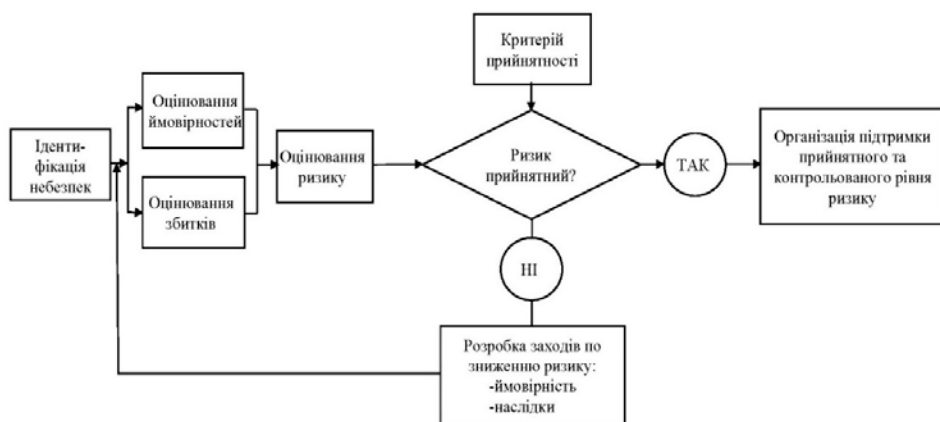 Критерій
прийнятності
Оцінювання
ймовірностей
Іденти-
фікація
небезпек
Оцінювання
збитків
Оцінювання
ризику
Ризик
прийнятний?
ТАК
Організація підтримки
прийнятного та
контрольованого рівня
ризику
НІ
Розробка заходів по
зниженню ризику:
-ймовірність
-наслідки